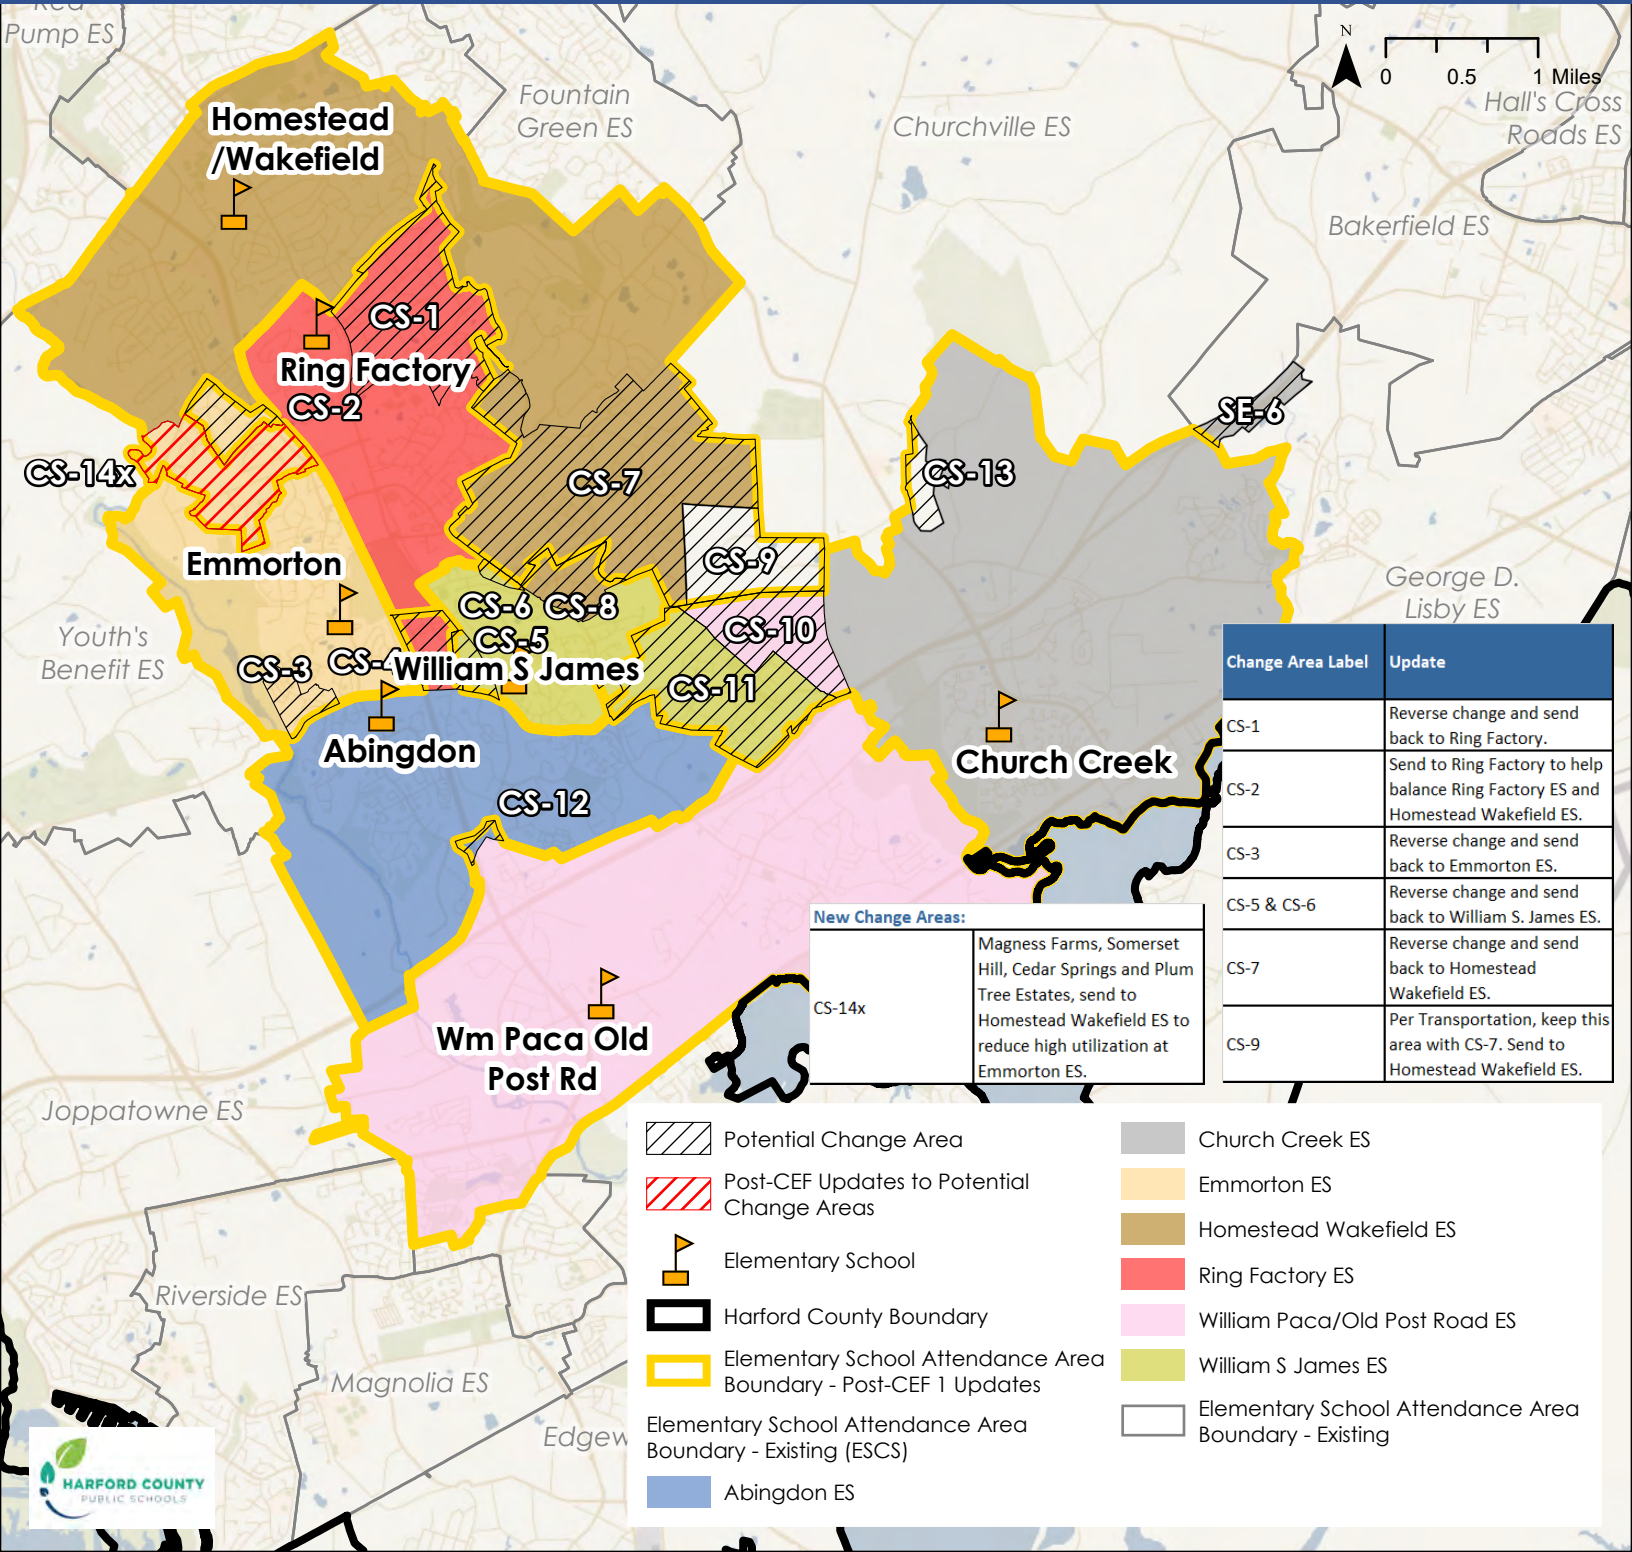 Pump ES
Fountain
Green ES
Churchville ES
N
0 0.5 1 Miles
Hall's Cross
Roads ES
Bakerfield ES
Homestead
/Wakefield
CS-1
Ring Factory
CS-2
CS-14x
CS-7
SE-6
CS-13
Emmorton
CS-9
George D.
Lisby ES
CS-6 CS-8
CS-5
CS-10
Youth's
Benefit ES
CS-3
CS-4
William S James
CS-11
Abingdon
Church Creek
CS-12
Wm Paca Old
Post Rd
Joppatowne ES
Riverside ES
Magnolia ES
Edgew
Change Area Label Update
CS-1 Reverse change and send
back to Ring Factory.
CS-2 Send to Ring Factory to help
balance Ring Factory ES and
Homestead Wakefield ES.
CS-3 Reverse change and send
back to Emmorton ES.
CS-5 & CS-6 Reverse change and send
back to William S. James ES.
CS-7 Reverse change and send
back to Homestead
Wakefield ES.
CS-9 Per Transportation, keep this
area with CS-7. Send to
Homestead Wakefield ES.
New Change Areas:
CS-14x Magness Farms, Somerset
Hill, Cedar Springs and Plum
Tree Estates, send to
Homestead Wakefield ES to
reduce high utilization at
Emmorton ES.
Potential Change Area
Post-CEF Updates to Potential
Change Areas
Elementary School
Harford County Boundary
Elementary School Attendance Area
Boundary - Post-CEF 1 Updates
Elementary School Attendance Area
Boundary - Existing (ESCS)
Abingdon ES
Church Creek ES
Emmorton ES
Homestead Wakefield ES
Ring Factory ES
William Paca/Old Post Road ES
William S James ES
Elementary School Attendance Area
Boundary - Existing
HARFORD COUNTY
PUBLIC SCHOOLS